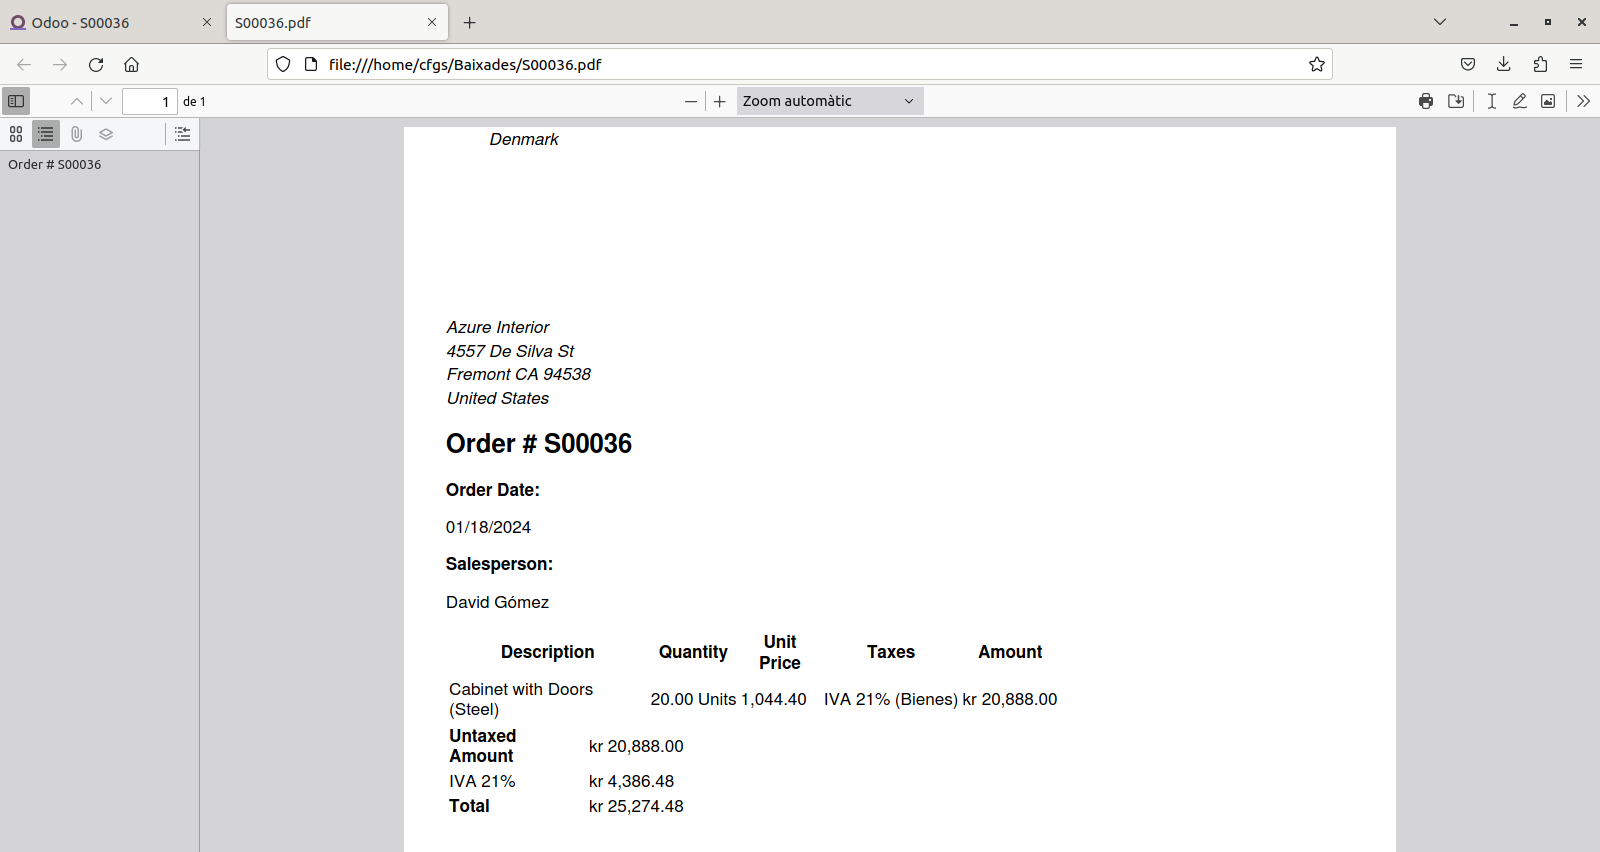 Odoo - S00036
S00036.pdf
file:///home/cfgs/Baixades/S00036.pdf
1 de 1
Zoom automàtic
Order # S00036
Denmark
Azure Interior
4557 De Silva St
Fremont CA 94538
United States
Order # S00036
Order Date:
01/18/2024
Salesperson:
David Gómez
Description Quantity Unit Price Taxes Amount
Cabinet with Doors (Steel) 20.00 Units 1,044.40 IVA 21% (Bienes) kr 20,888.00
Untaxed Amount kr 20,888.00
IVA 21% kr 4,386.48
Total kr 25,274.48